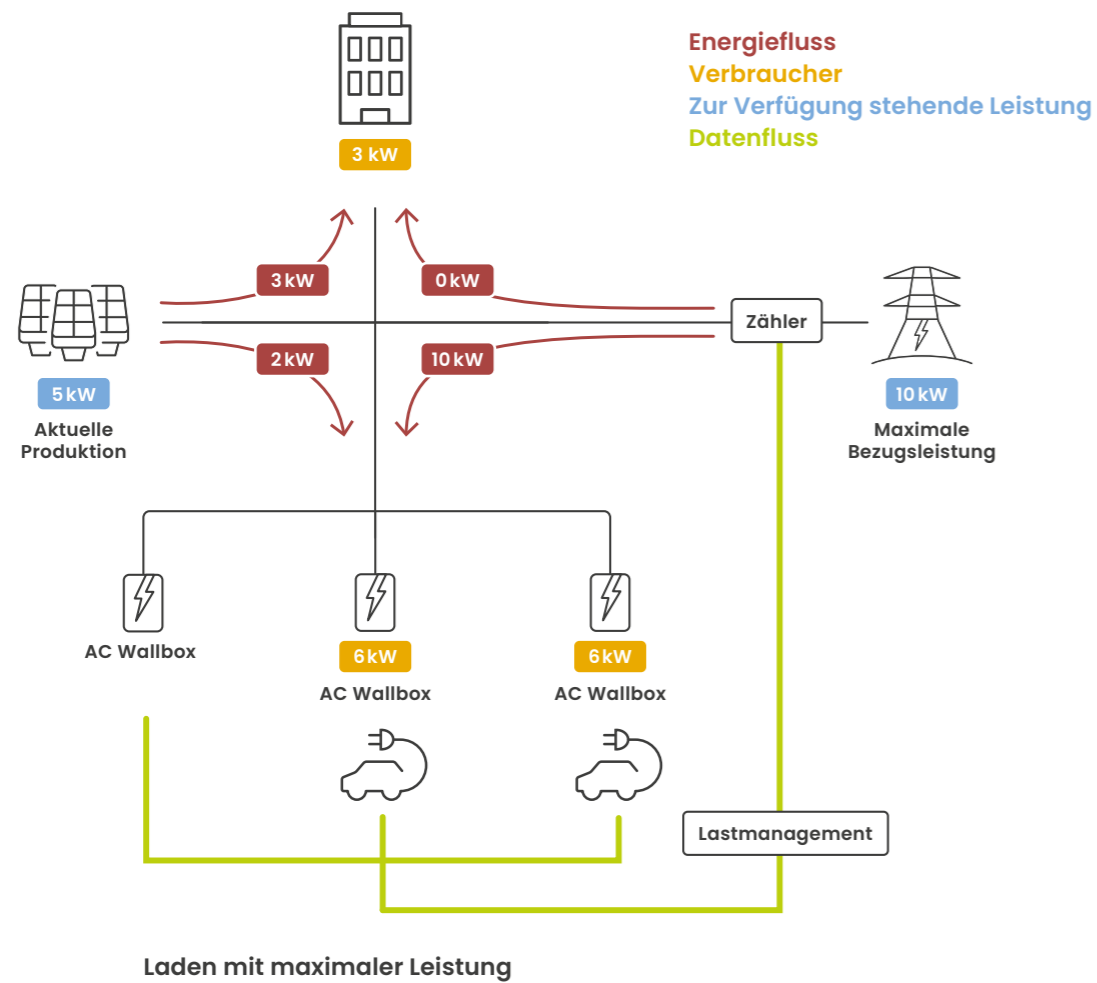 Energiefluss
Verbraucher
Zur Verfügung stehende Leistung
Datenfluss
3 kW
3 kW
0 kW
Zähler
2 kW
10 kW
5 kW
10 kW
Aktuelle
Produktion
Maximale
Bezugsleistung
AC Wallbox
6 kW
6 kW
AC Wallbox
AC Wallbox
Lastmanagement
Laden mit maximaler Leistung